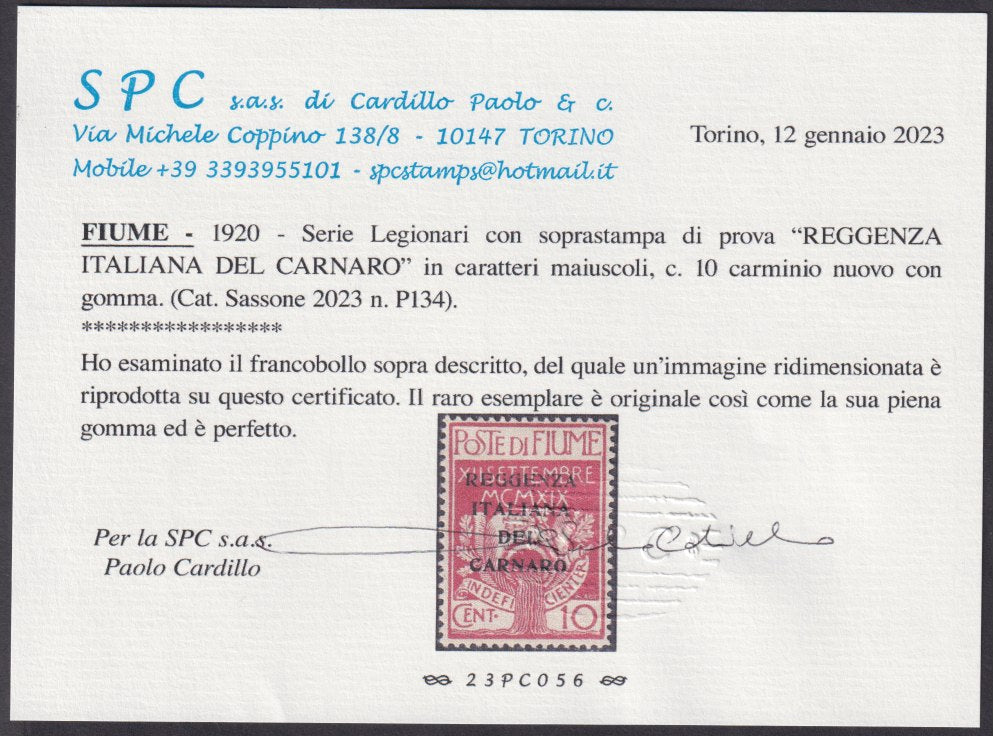 SPC s.a.s. di Cardillo Paolo & c.
Via Michele Coppino 138/8 - 10147 TORINO
Mobile +39 3393955101 - spcstamps@hotmail.it
Torino, 12 gennaio 2023
FIUME - 1920 - Serie Legionari con soprastampa di prova “REGGENZA
ITALIANA DEL CARNARO” in caratteri maiuscoli, c. 10 carminio nuovo con
gomma. (Cat. Sassone 2023 n. P134).
*****************
Ho esaminato il francobollo sopra descritto, del quale un'immagine ridimensionata è
riprodotta su questo certificato. Il raro esemplare è originale così come la sua piena
gomma ed è perfetto.
POSTE DI FIUME
XII SETTEMBRE
REGGENZA
MCMXIX
ITALIANA
DEL
CARNARO
INDEFICIENTER
CENT. 10
Per la SPC s.a.s.
Paolo Cardillo
23PC056